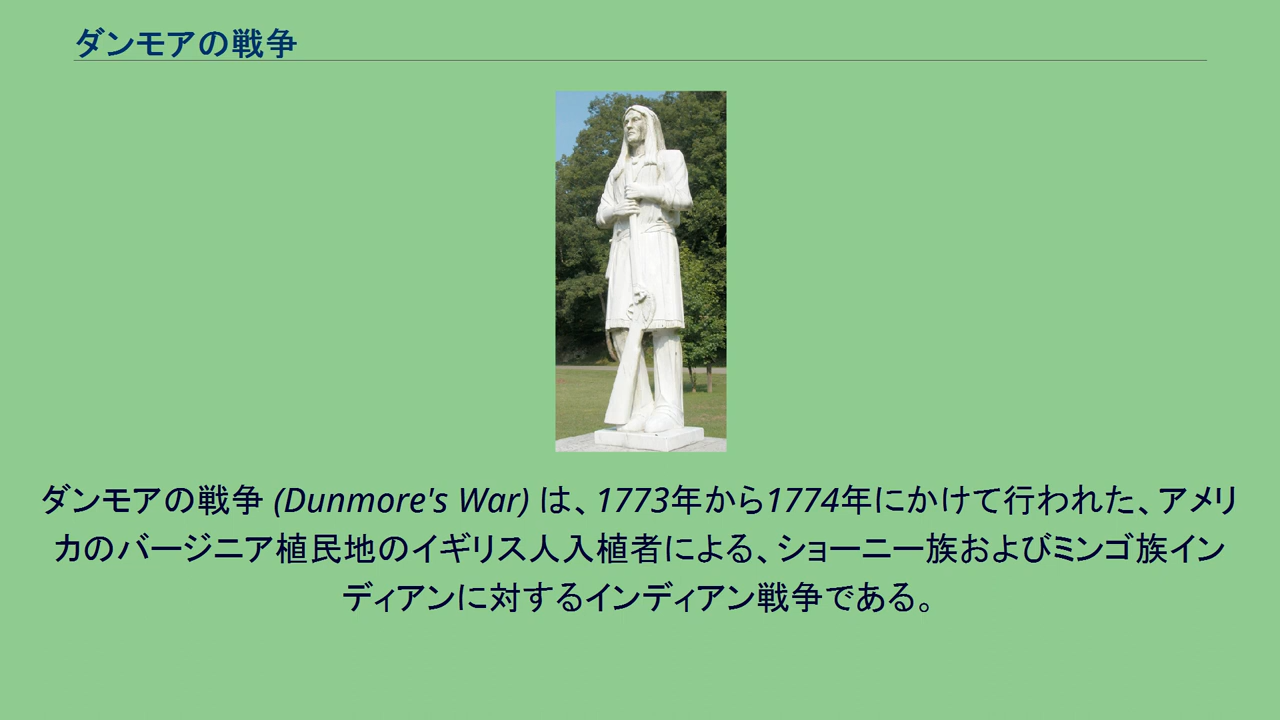 ダンモアの戦争
ダンモアの戦争 (Dunmore's War) は、1773年から1774年にかけて行われた、アメリ
カのバージニア植民地のイギリス人入植者による、ショーニー族およびミンゴ族イン
ディアンに対するインディアン戦争である。